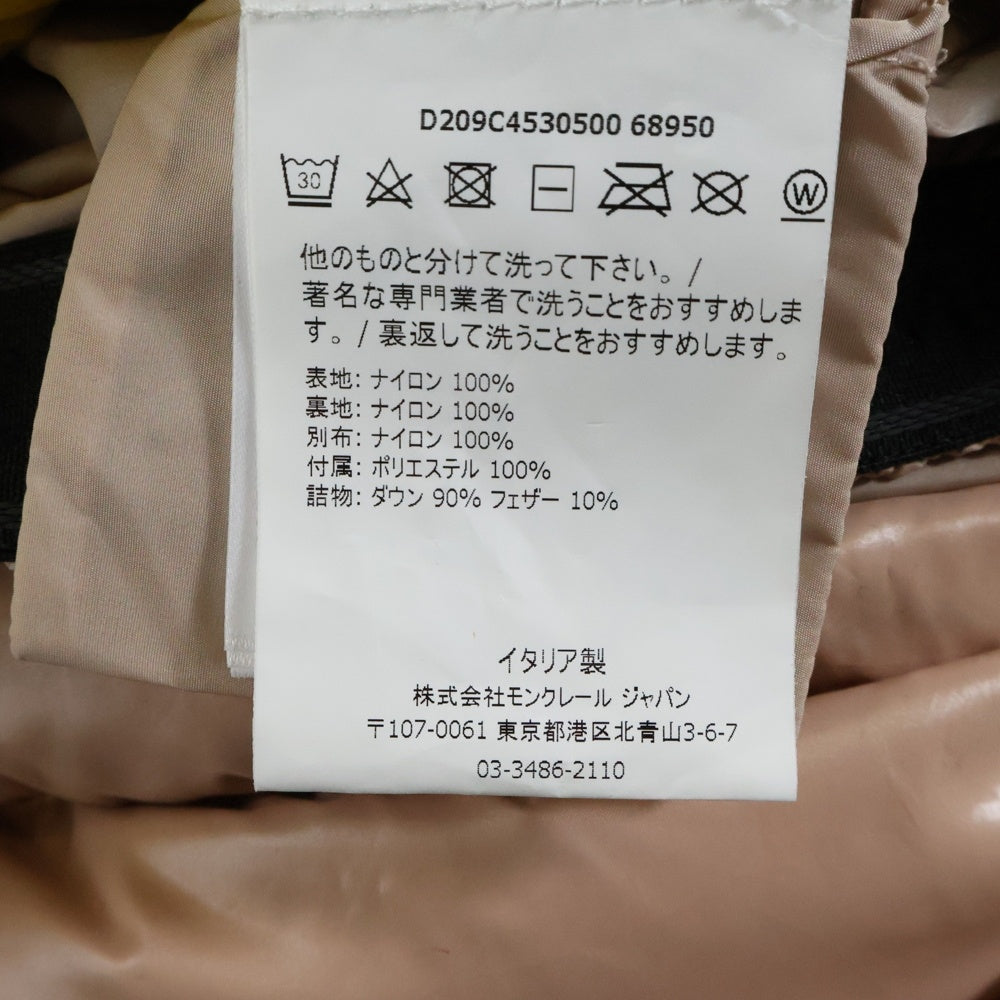 D209C4530500 68950
30
W
他のものと分けて洗って下さい。/
著名な専門業者で洗うことをおすすめしま
す。/ 裏返して洗うことをおすすめします。
表地: ナイロン 100%
裏地: ナイロン 100%
別布: ナイロン 100%
付属: ポリエステル 100%
詰物: ダウン 90% フェザー 10%
イタリア製
株式会社モンクレール ジャパン
〒107-0061 東京都港区北青山3-6-7
03-3486-2110